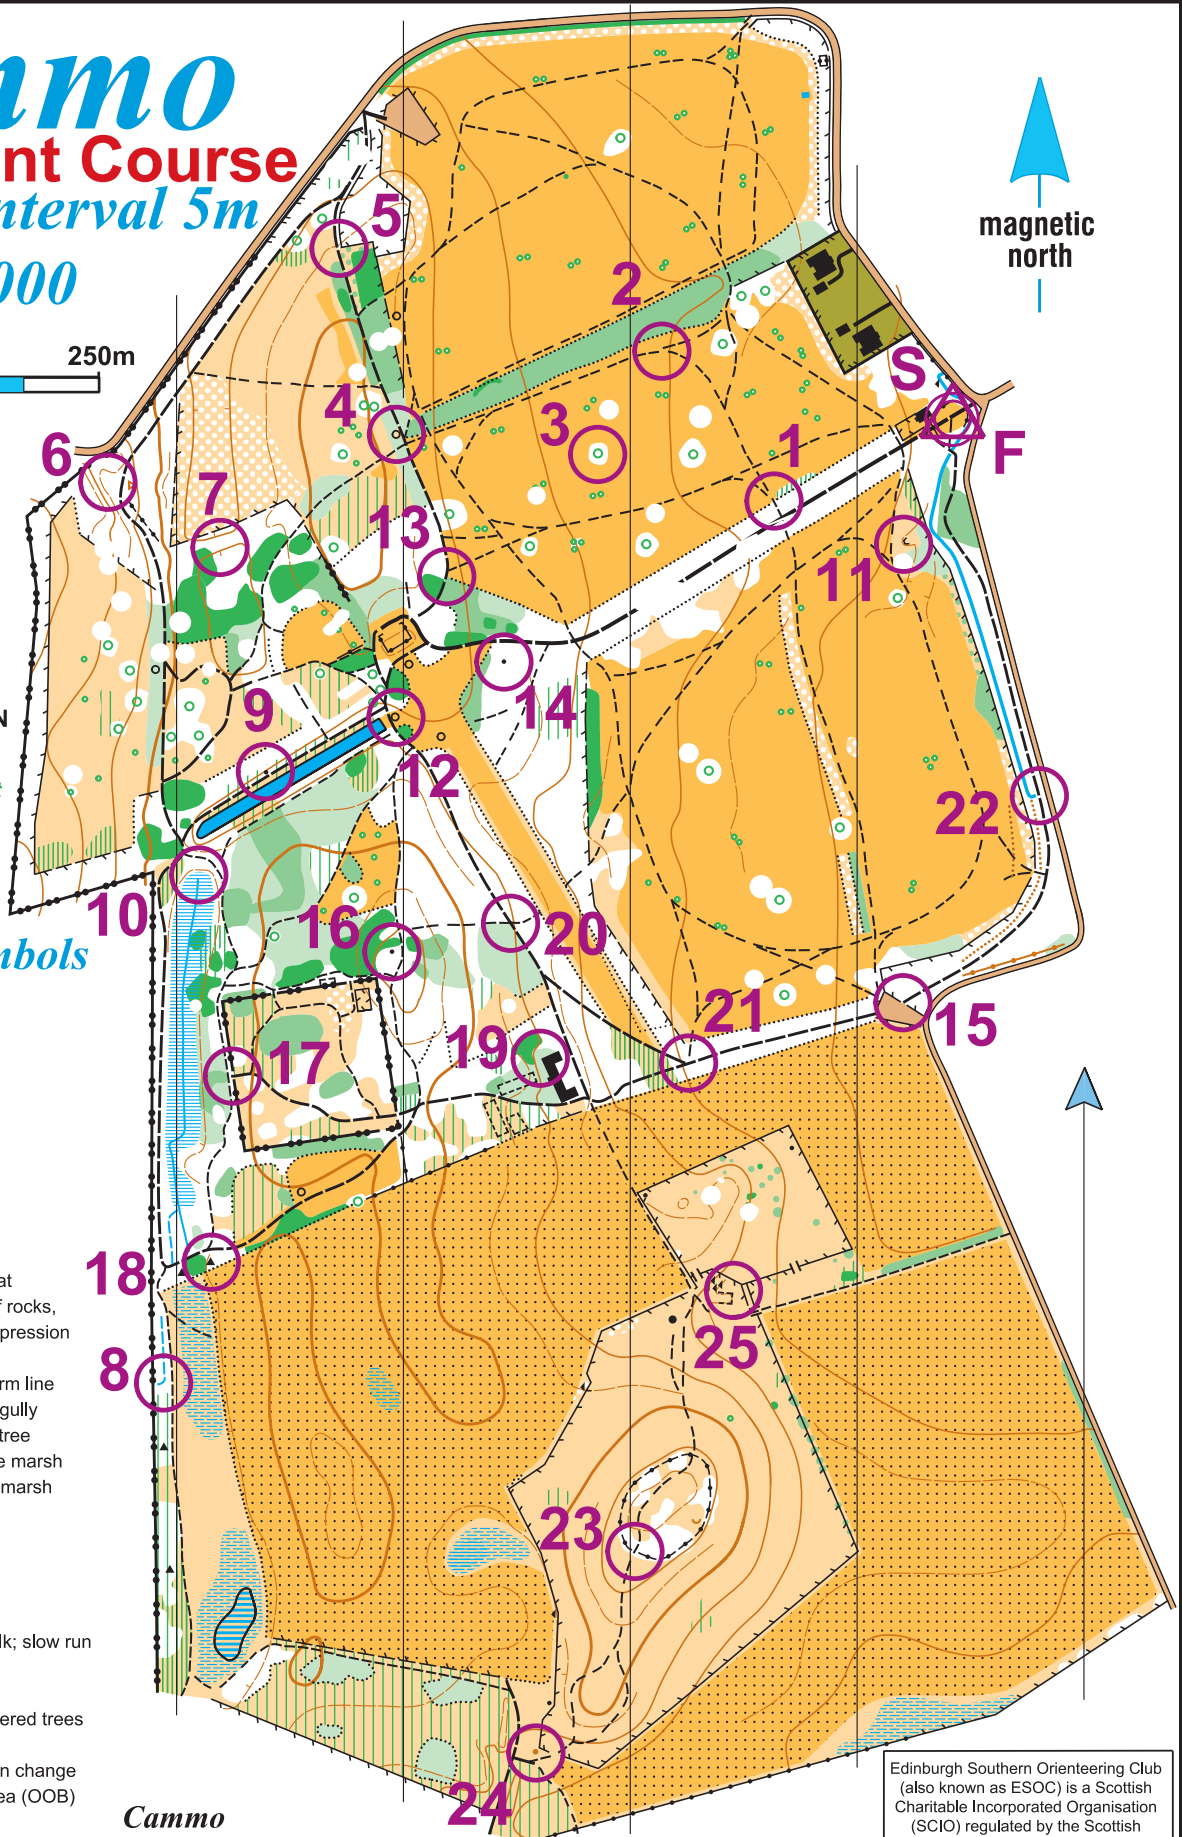 mmo
nt Course
nterval 5m
000
250m
magnetic
north
5
2
S
4
3
6
1
F
7
13
11
14
N
9
12
22
10
16
20
mbols
21
15
19
17
18
at
f rocks,
pression
25
8
rm line
gully
tree
e marsh
marsh
23
lk; slow run
ered trees
n change
ea (OOB)
24
Cammo
Edinburgh Southern Orienteering Club
(also known as ESOC) is a Scottish
Charitable Incorporated Organisation
(SCIO) regulated by the Scottish